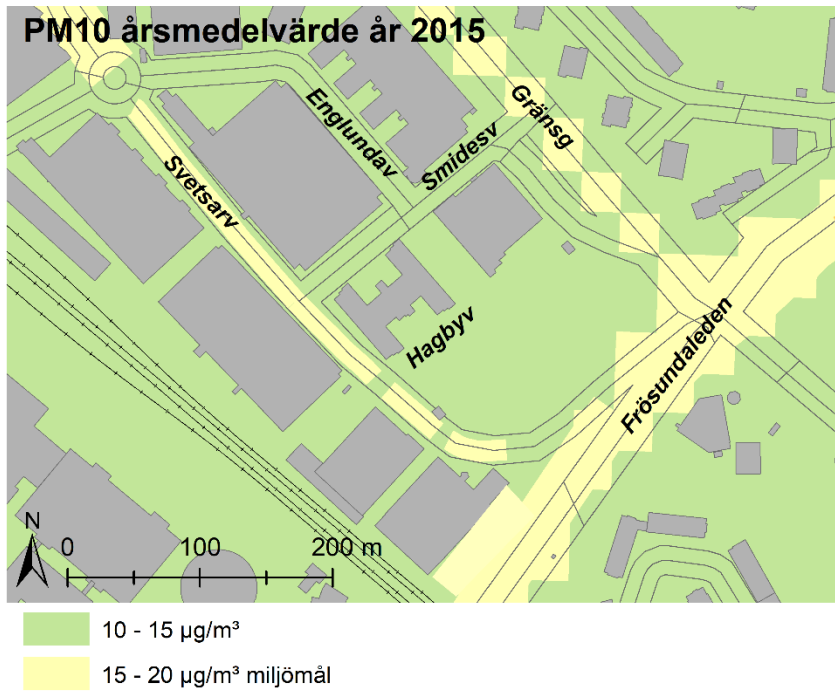 PM10 årsmedelvärde år 2015
Englundav
Gränsg
Smidesv
Svetsarv
Hagbyv
Frösundaleden
N
0 100 200 m
10 - 15 µg/m³
15 - 20 µg/m³ miljömål